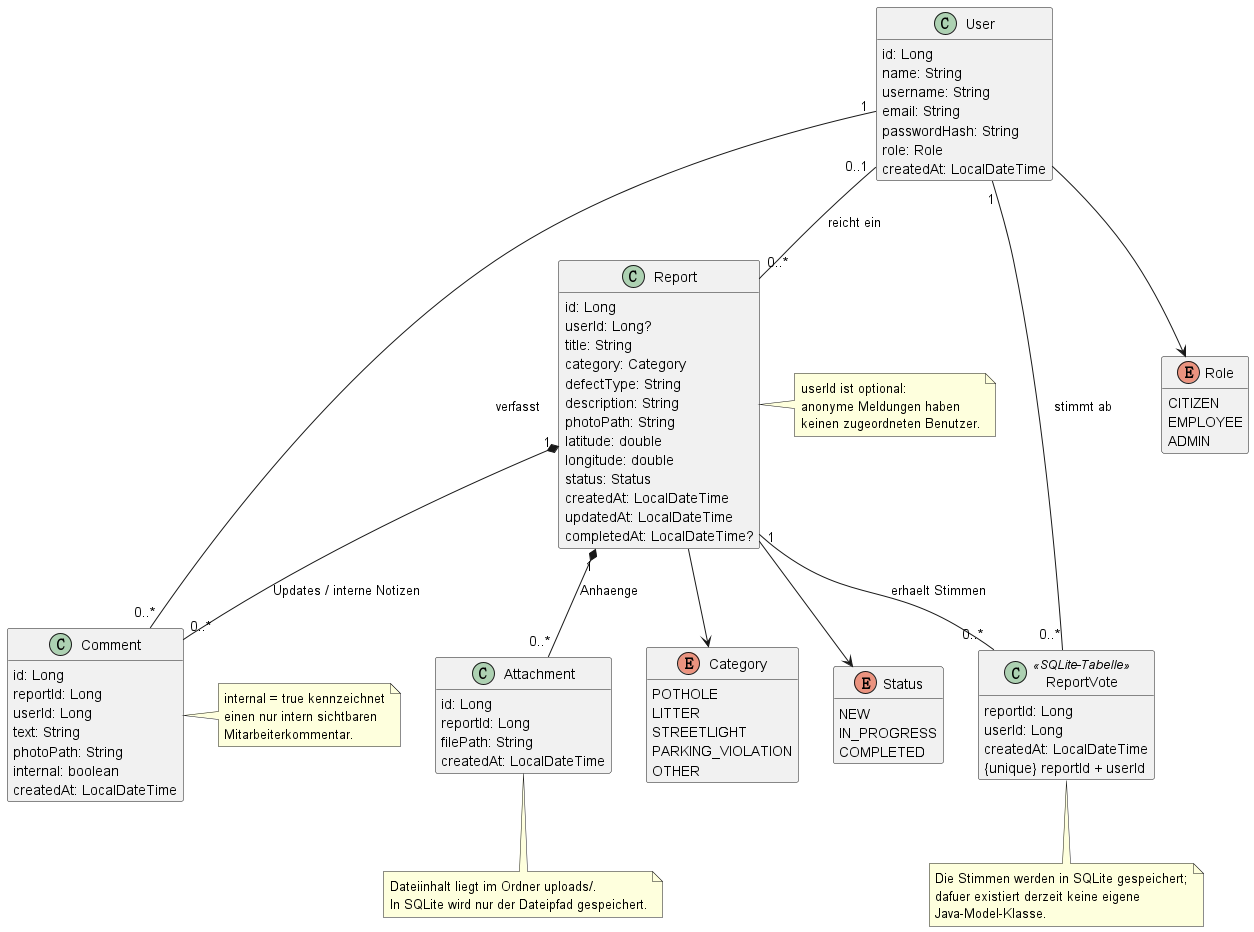 C User
id: Long
name: String
username: String
email: String
passwordHash: String
role: Role
createdAt: LocalDateTime
1
0..1
1
reicht ein
0..*
C Report
id: Long
userId: Long?
title: String
category: Category
defectType: String
description: String
photoPath: String
latitude: double
longitude: double
status: Status
createdAt: LocalDateTime
updatedAt: LocalDateTime
completedAt: LocalDateTime?
userId ist optional:
anonyme Meldungen haben
keinen zugeordneten Benutzer.
E Role
CITIZEN
EMPLOYEE
ADMIN
verfasst
stimmt ab
1
1
1
Updates / interne Notizen
Anhaenge
erhaelt Stimmen
0..*
0..*
0..*
0..*
0..*
C Comment
id: Long
reportId: Long
userId: Long
text: String
photoPath: String
internal: boolean
createdAt: LocalDateTime
internal = true kennzeichnet
einen nur intern sichtbaren
Mitarbeiterkommentar.
C Attachment
id: Long
reportId: Long
filePath: String
createdAt: LocalDateTime
E Category
POTHOLE
LITTER
STREETLIGHT
PARKING_VIOLATION
OTHER
E Status
NEW
IN_PROGRESS
COMPLETED
C «SQLite-Tabelle»
ReportVote
reportId: Long
userId: Long
createdAt: LocalDateTime
{unique} reportId + userId
Dateiinhalt liegt im Ordner uploads/.
In SQLite wird nur der Dateipfad gespeichert.
Die Stimmen werden in SQLite gespeichert;
dafuer existiert derzeit keine eigene
Java-Model-Klasse.